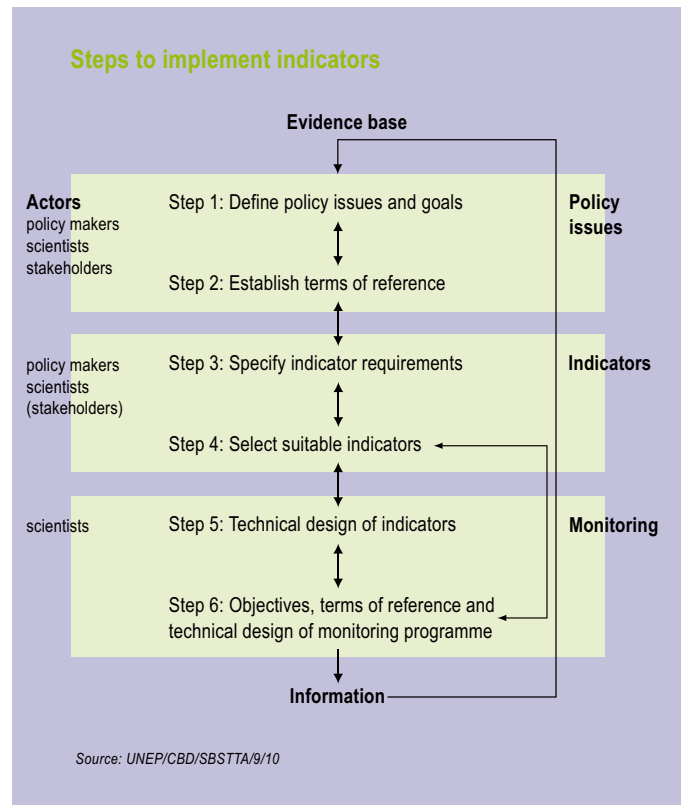 Steps to implement indicators
Evidence base
Actors
policy makers
scientists
stakeholders
Step 1: Define policy issues and goals
Policy
issues
Step 2: Establish terms of reference
policy makers
scientists
(stakeholders)
Step 3: Specify indicator requirements
Indicators
Step 4: Select suitable indicators
scientists
Step 5: Technical design of indicators
Monitoring
Step 6: Objectives, terms of reference and
technical design of monitoring programme
Information
Source: UNEP/CBD/SBSTTA/9/10